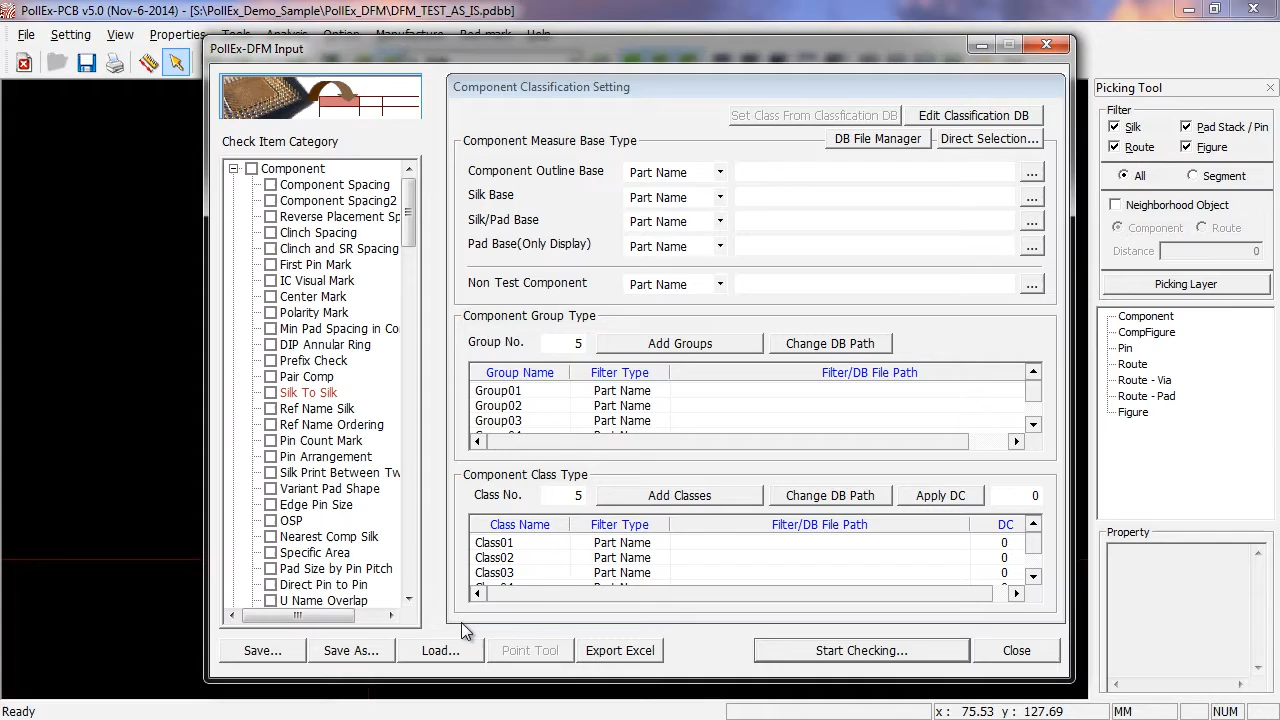 PollEx-PCB v5.0 (Nov-6-2014) - [S:\PollEx_Demo_Sample\PollEx_DFM\DFM_TEST_AS_IS.pdbb]
File Setting View Properties Tools Analysis Option Manufacture Red-mark Help
PollEx-DFM Input
Check Item Category
Component
Component Spacing
Component Spacing2
Reverse Placement Sp
Clinch Spacing
Clinch and SR Spacing
First Pin Mark
IC Visual Mark
Center Mark
Polarity Mark
Min Pad Spacing in Co
DIP Annular Ring
Prefix Check
Pair Comp
Silk To Silk
Ref Name Silk
Ref Name Ordering
Pin Count Mark
Pin Arrangement
Silk Print Between Tw
Variant Pad Shape
Edge Pin Size
OSP
Nearest Comp Silk
Specific Area
Pad Size by Pin Pitch
Direct Pin to Pin
U Name Overlap
Component Classification Setting
Set Class From Classfication DB Edit Classification DB
Component Measure Base Type DB File Manager Direct Selection...
Component Outline Base Part Name ...
Silk Base Part Name ...
Silk/Pad Base Part Name ...
Pad Base(Only Display) Part Name ...
Non Test Component Part Name ...
Component Group Type
Group No. 5 Add Groups Change DB Path
Group Name Filter Type Filter/DB File Path
Group01 Part Name
Group02 Part Name
Group03 Part Name
Component Class Type
Class No. 5 Add Classes Change DB Path Apply DC 0
Class Name Filter Type Filter/DB File Path DC
Class01 Part Name 0
Class02 Part Name 0
Class03 Part Name 0
Save... Save As... Load... Point Tool Export Excel Start Checking... Close
Picking Tool
Filter
Silk Pad Stack / Pin
Route Figure
All Segment
Neighborhood Object
Component Route
Distance 0
Picking Layer
Component
CompFigure
Pin
Route
Route - Via
Route - Pad
Figure
Property
Ready x : 75.53 y : 127.69 MM NUM